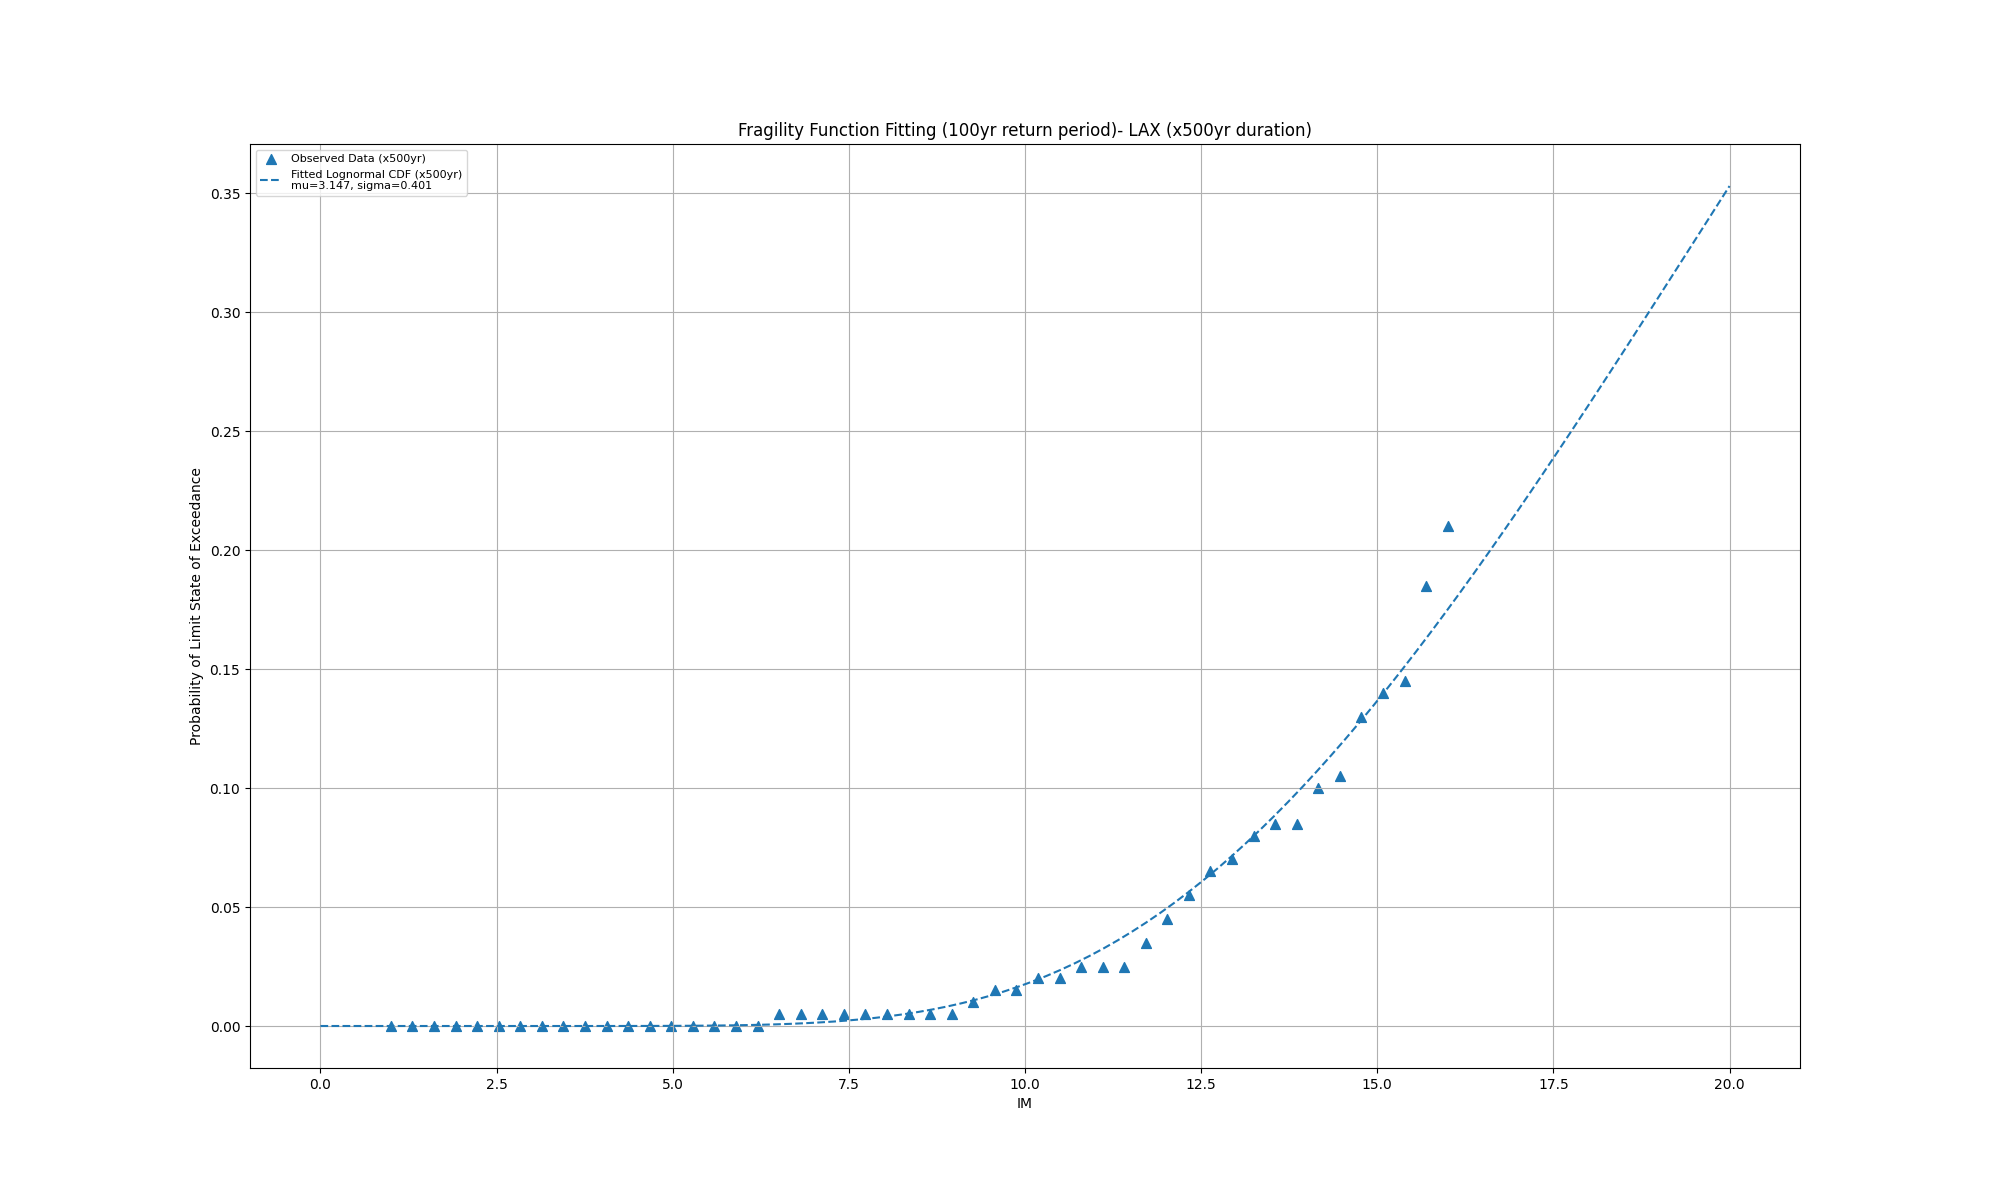 Fragility Function Fitting (100yr return period)- LAX (x500yr duration)
Observed Data (x500yr)
Fitted Lognormal CDF (x500yr)
mu=3.147, sigma=0.401
Probability of Limit State of Exceedance
0.35
0.30
0.25
0.20
0.15
0.10
0.05
0.00
0.0 2.5 5.0 7.5 10.0 12.5 15.0 17.5 20.0
IM